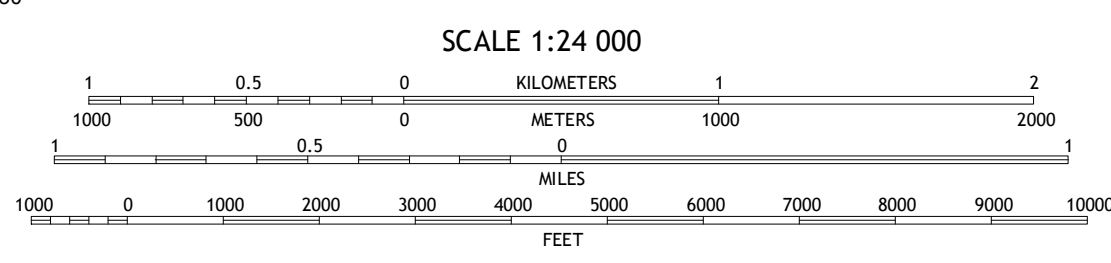 SCALE 1:24 000
1 0.5 0 KILOMETERS 1 2
1000 500 0 METERS 1000 2000
1 0.5 0 1
MILES
1000 0 1000 2000 3000 4000 5000 6000 7000 8000 9000 10000
FEET